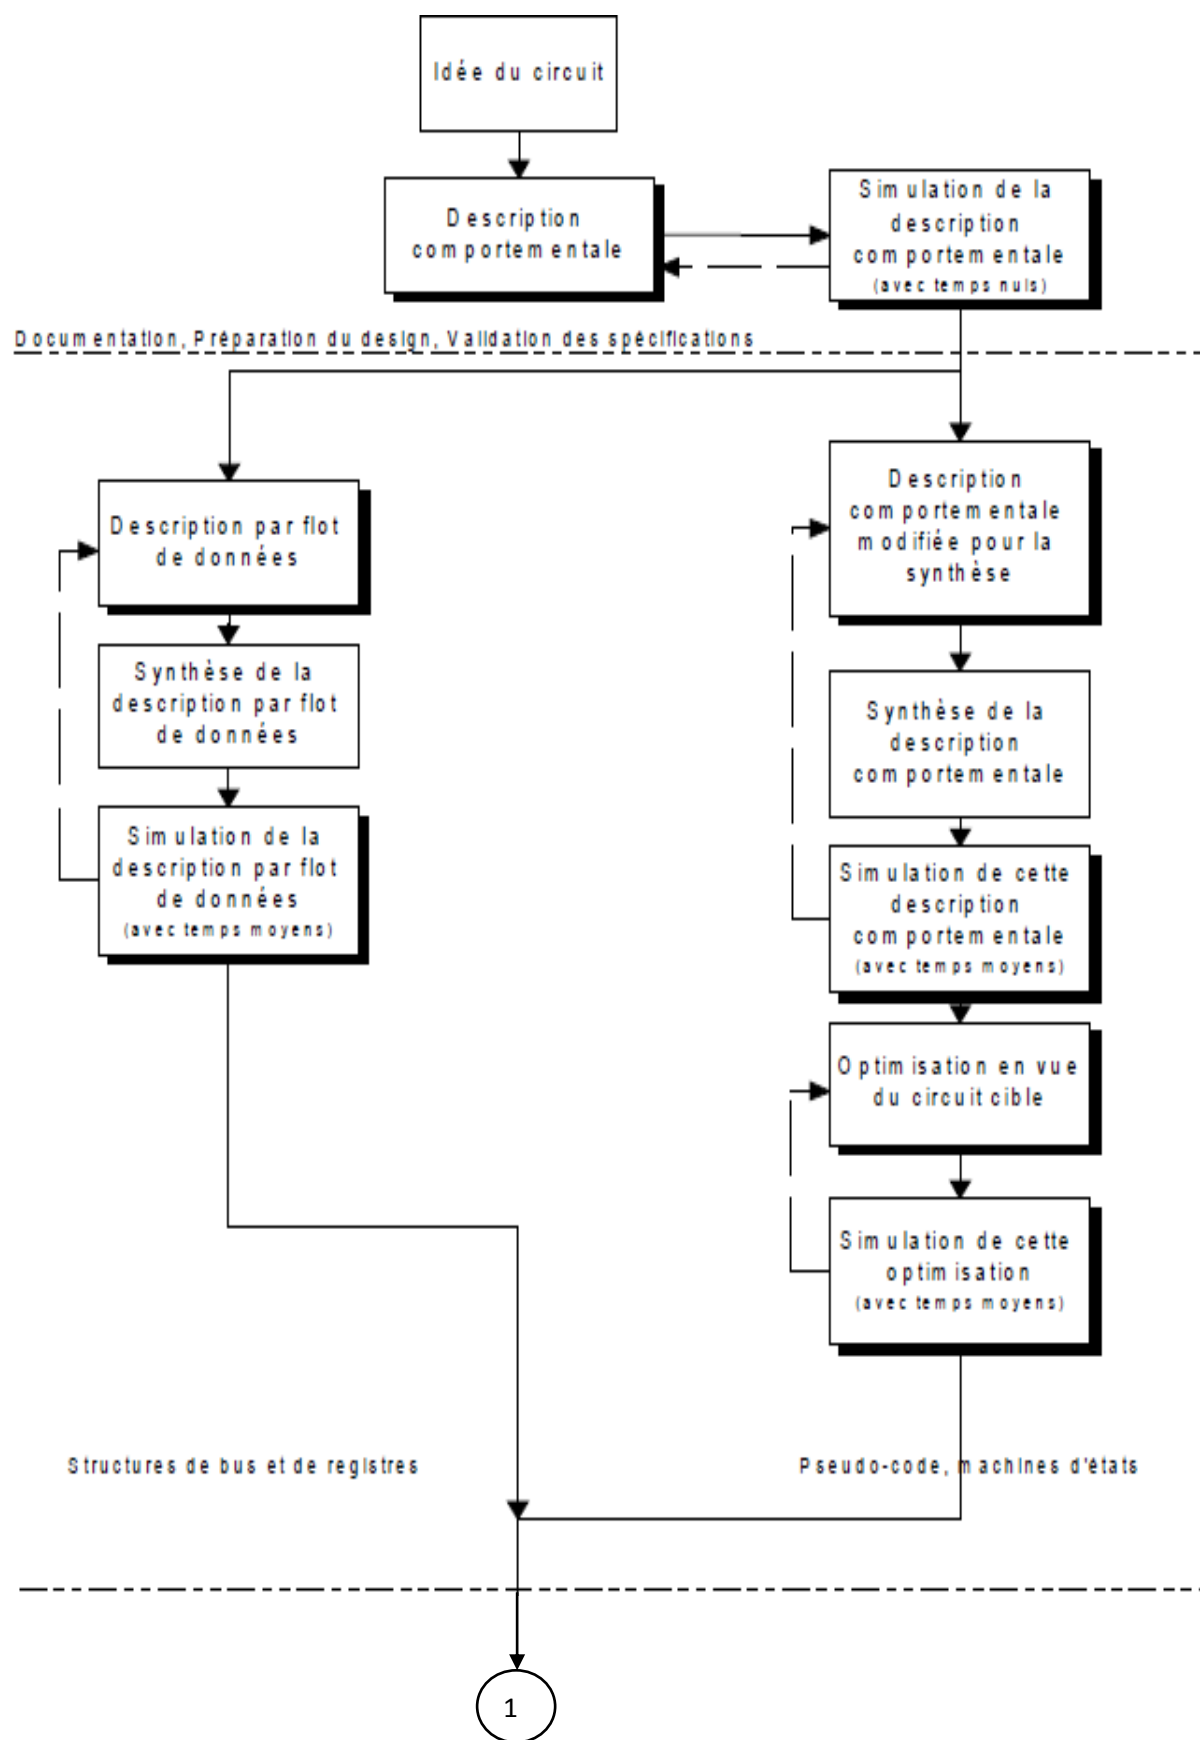 Idée du circuit
Description
comportementale
Simulation de la
description
comportementale
(avec temps nuls)
Documentation, Préparation du design, Validation des spécifications
Description par flot
de données
Synthèse de la
description par flot
de données
Simulation de la
description par flot
de données
(avec temps moyens)
Description
comportementale
modifiée pour la
synthèse
Synthèse de la
description
comportementale
Simulation de cette
description
comportementale
(avec temps moyens)
Optimisation en vue
du circuit cible
Simulation de cette
optimisation
(avec temps moyens)
Structures de bus et de registres
Pseudo-code, machines d'états
1